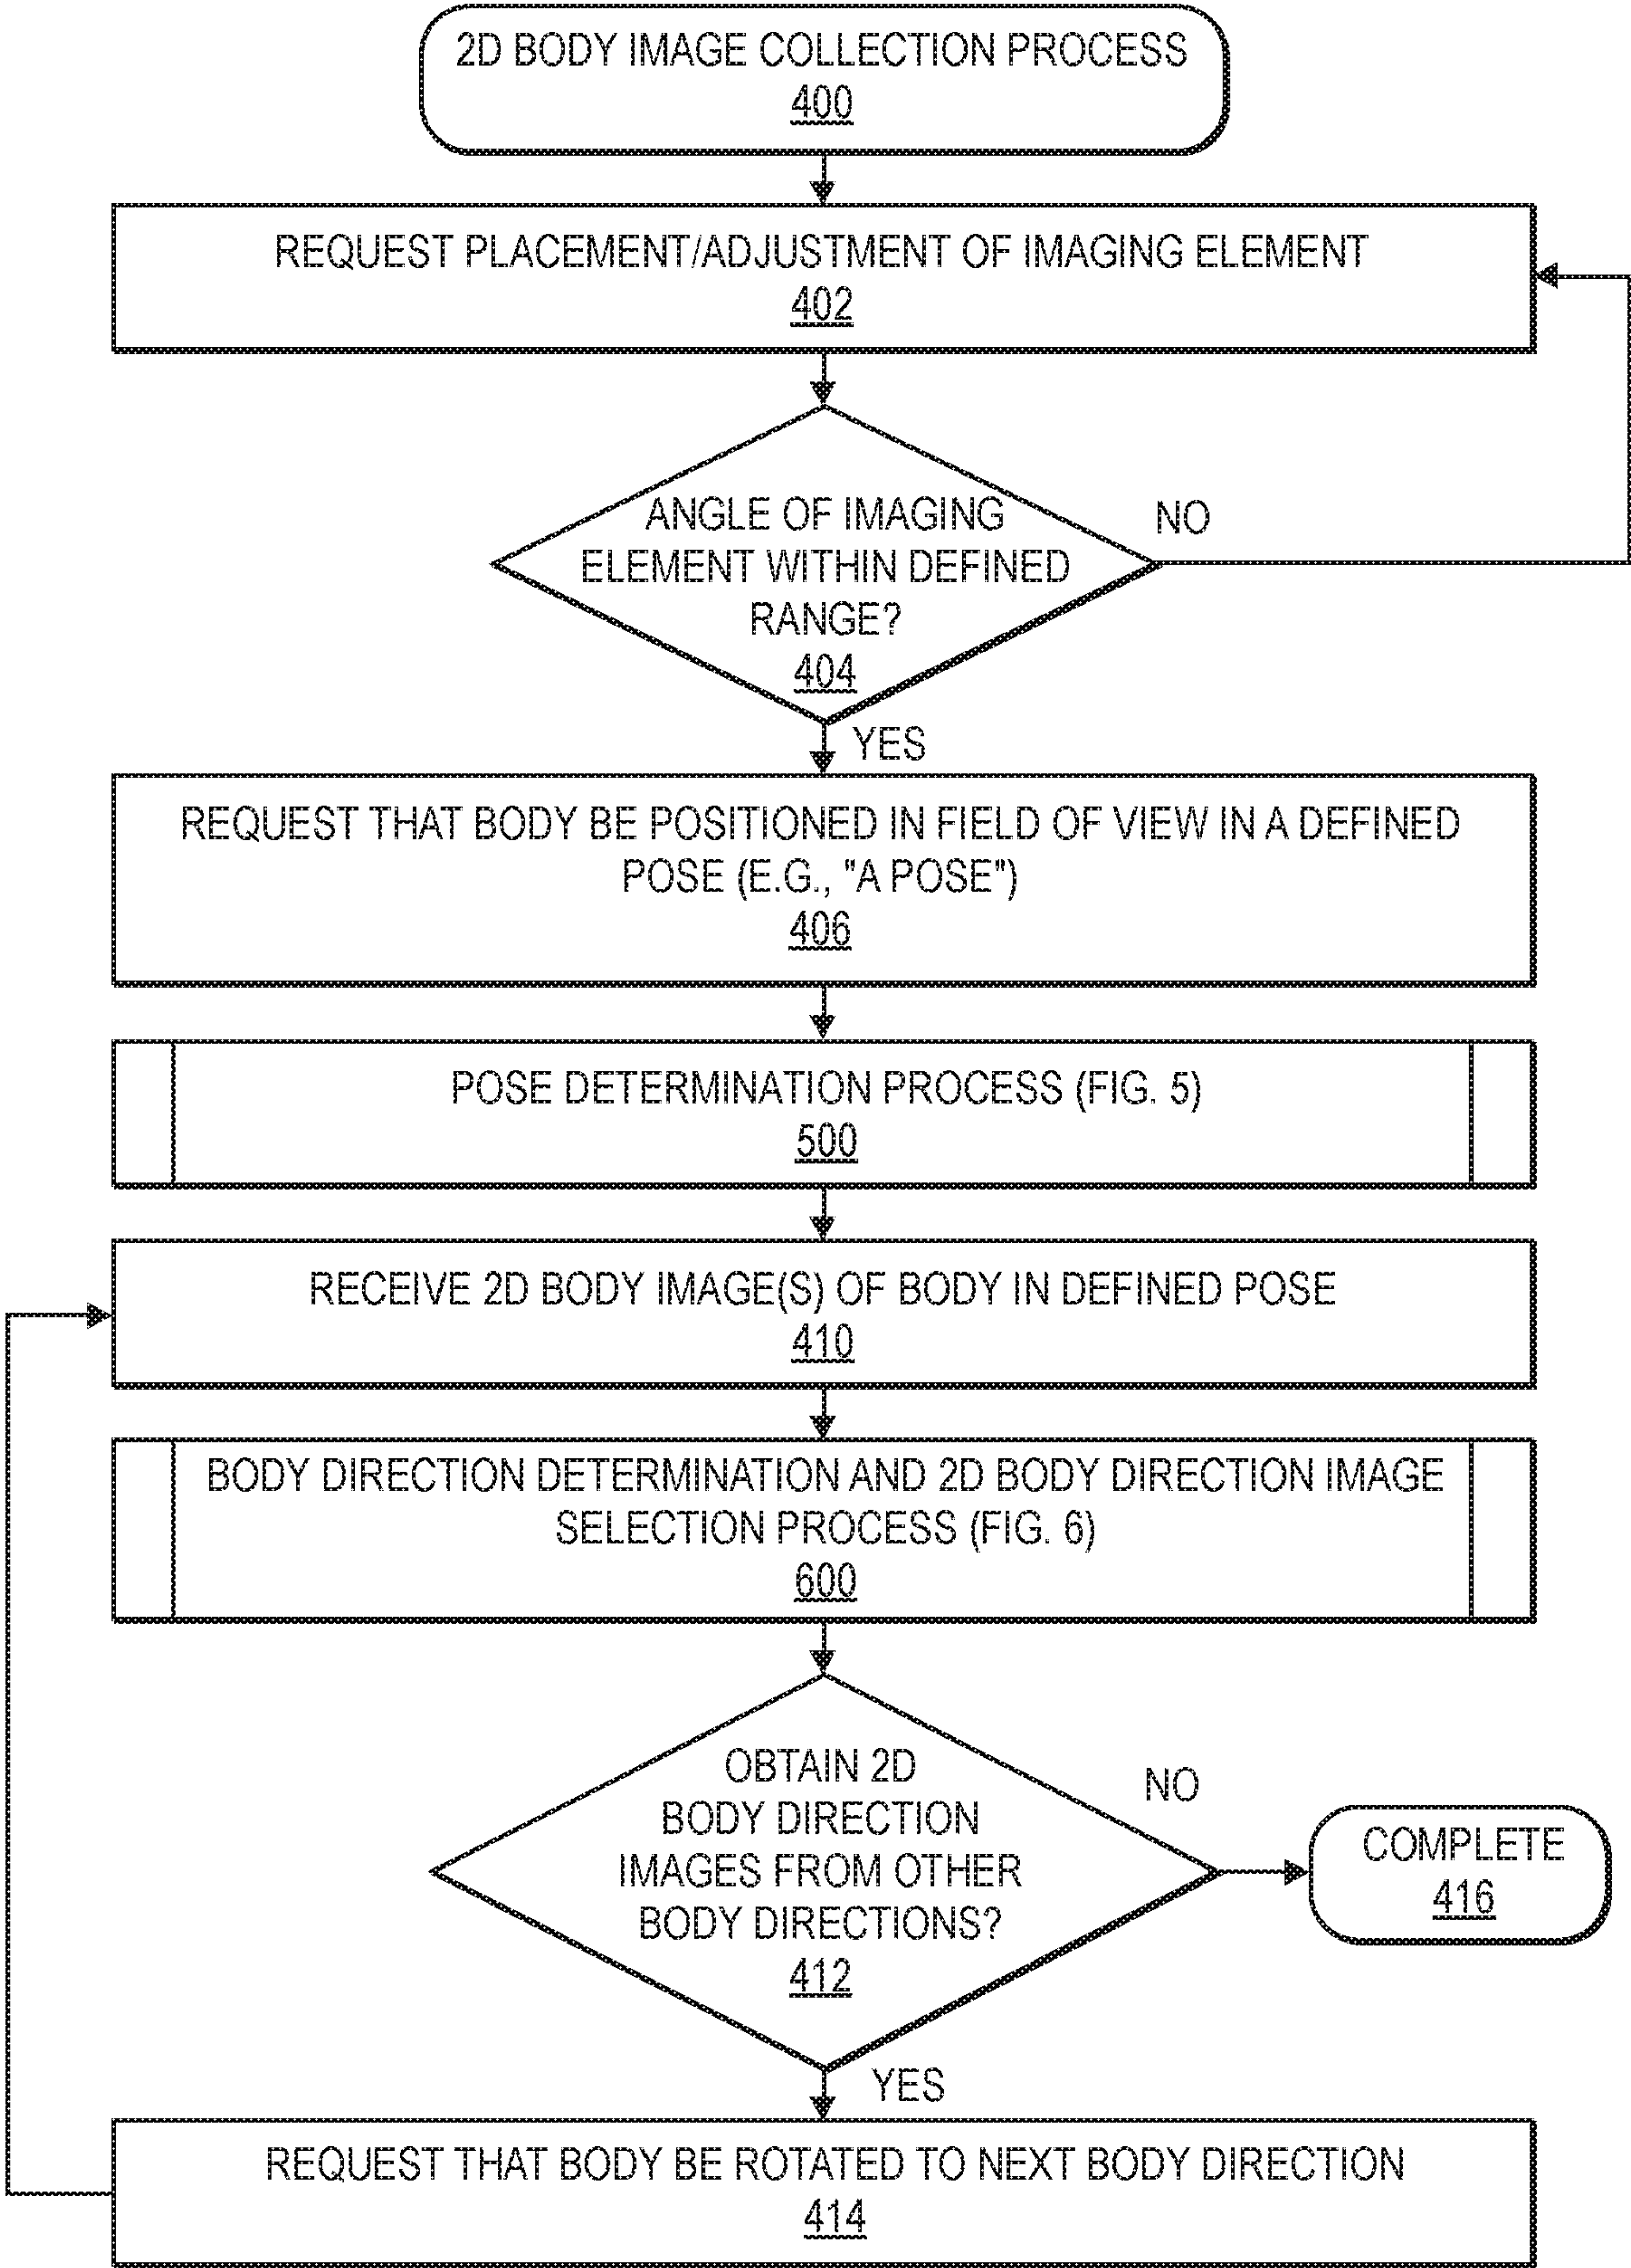 2D BODY IMAGE COLLECTION PROCESS
400
REQUEST PLACEMENT/ADJUSTMENT OF IMAGING ELEMENT
402
ANGLE OF IMAGING
ELEMENT WITHIN DEFINED
RANGE?
404
NO
YES
REQUEST THAT BODY BE POSITIONED IN FIELD OF VIEW IN A DEFINED
POSE (E.G., "A POSE")
406
POSE DETERMINATION PROCESS (FIG. 5)
500
RECEIVE 2D BODY IMAGE(S) OF BODY IN DEFINED POSE
410
BODY DIRECTION DETERMINATION AND 2D BODY DIRECTION IMAGE
SELECTION PROCESS (FIG. 6)
600
OBTAIN 2D
BODY DIRECTION
IMAGES FROM OTHER
BODY DIRECTIONS?
412
NO
COMPLETE
416
YES
REQUEST THAT BODY BE ROTATED TO NEXT BODY DIRECTION
414